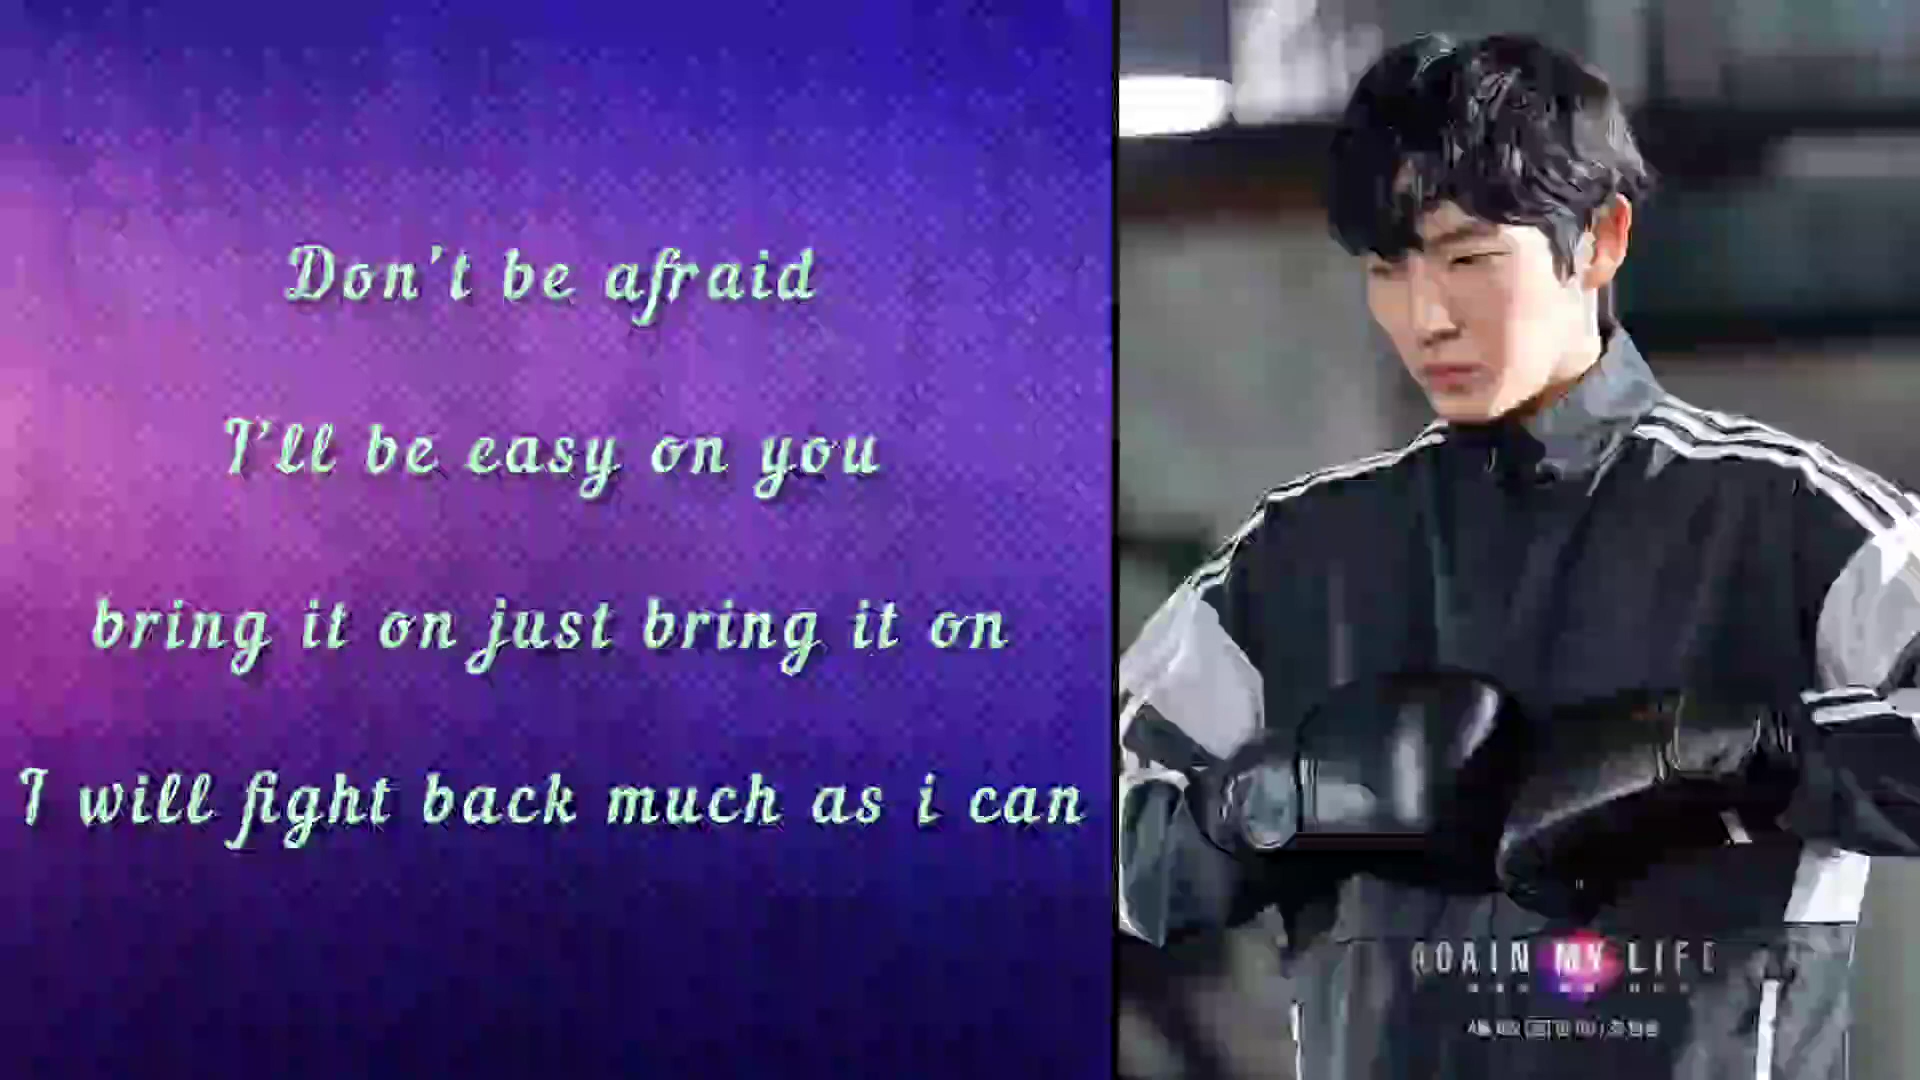 Don't be afraid
I'll be easy on you
bring it on just bring it on
I will fight back much as i can
AGAIN MY LIFE